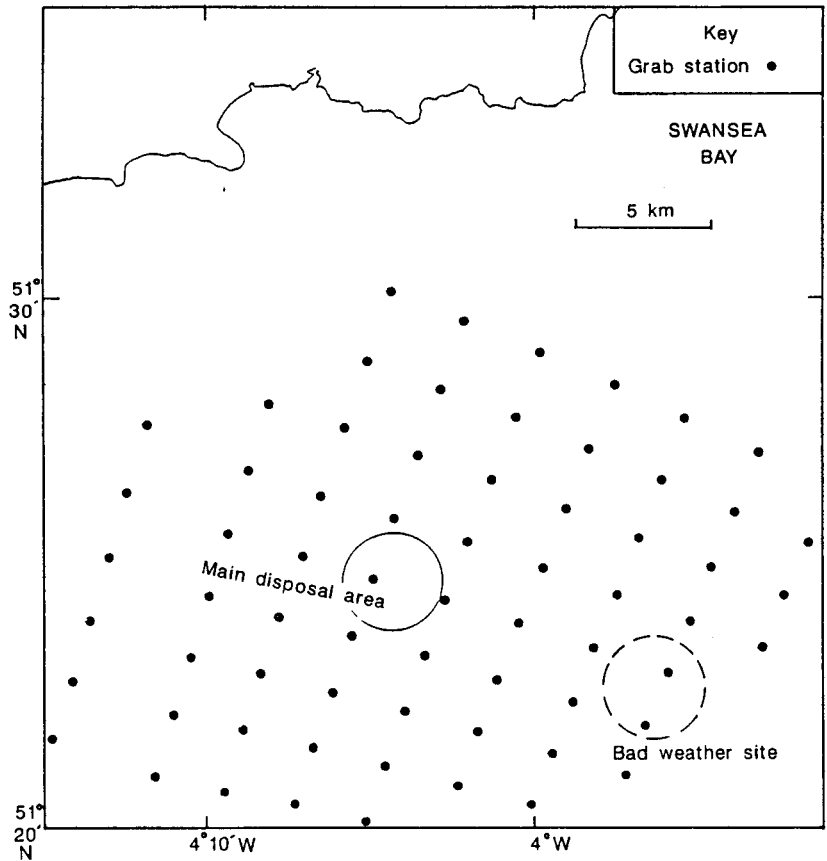 Key
Grab station
SWANSEA
BAY
5 km
51°
30′
N
Main disposal area
Bad weather site
51°
20′
N
4°10′W
4°W